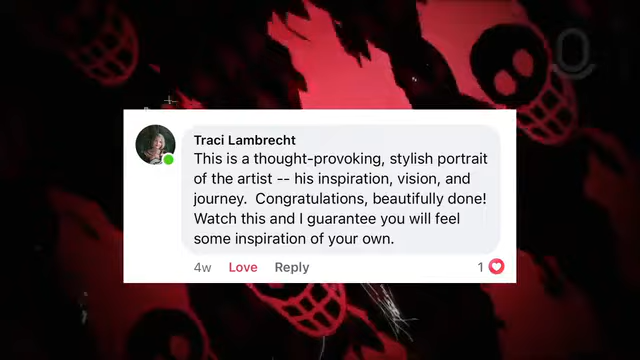 Traci Lambrecht
This is a thought-provoking, stylish portrait
of the artist -- his inspiration, vision, and
journey. Congratulations, beautifully done!
Watch this and I guarantee you will feel
some inspiration of your own.
4w Love Reply 1